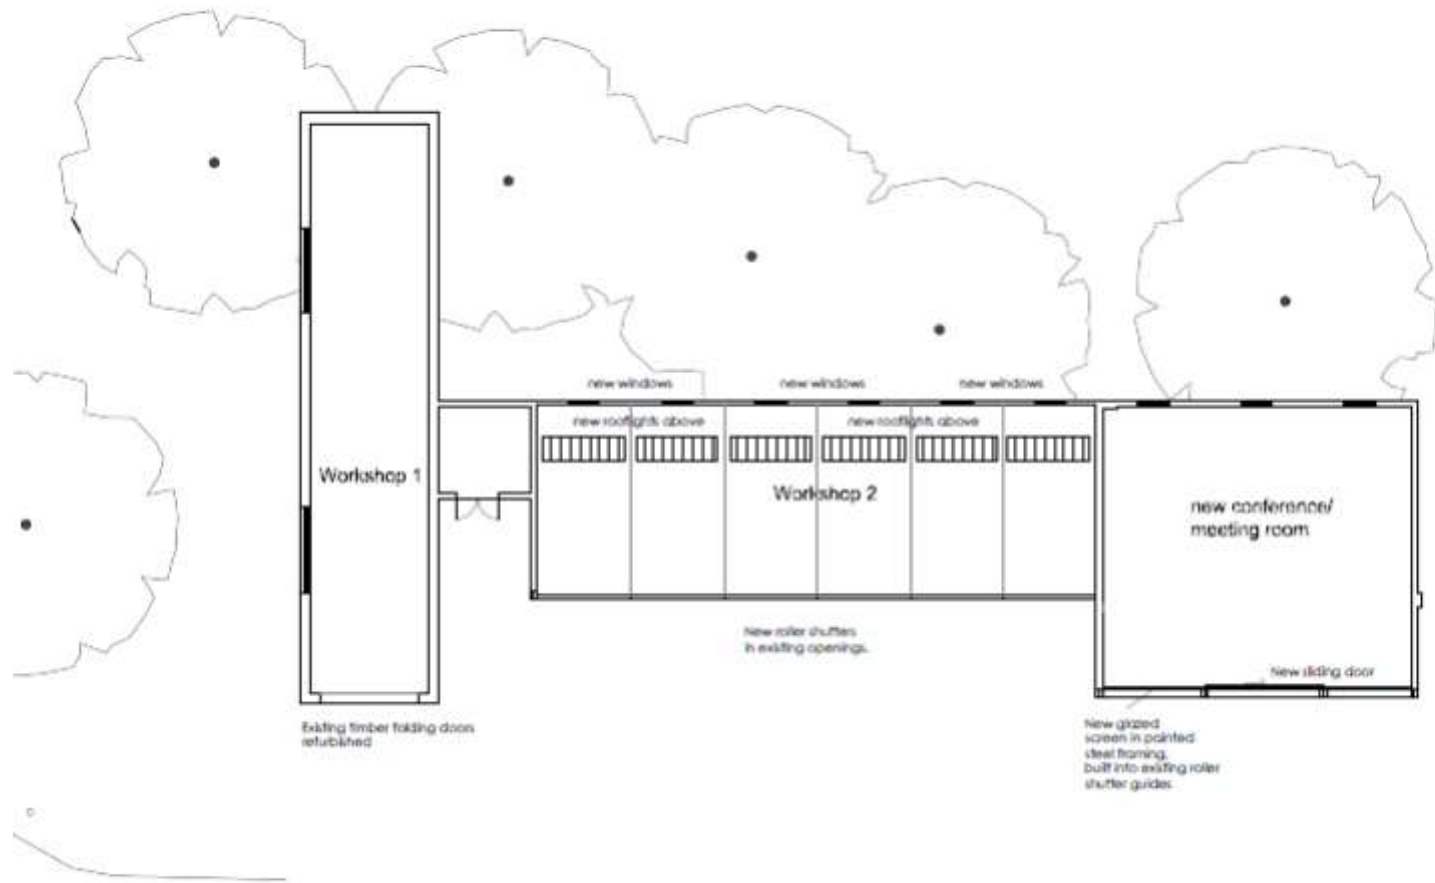 new windows
new windows
new windows
new rooflights above
new rooflights above
Workshop 1
Workshop 2
new conference/
meeting room
New roller shutters
in existing openings.
New sliding door
Existing timber folding doors
refurbished
New glazed
screen in painted
steel framing,
built into existing roller
shutter guides